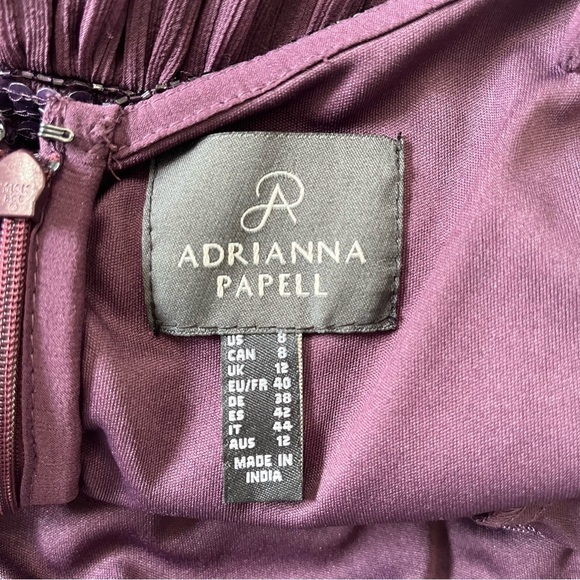 ADRIANNA
PAPELL
US 8
CAN 8
UK 12
EU/FR 40
DE 38
ES 42
IT 44
AUS 12
MADE IN
INDIA